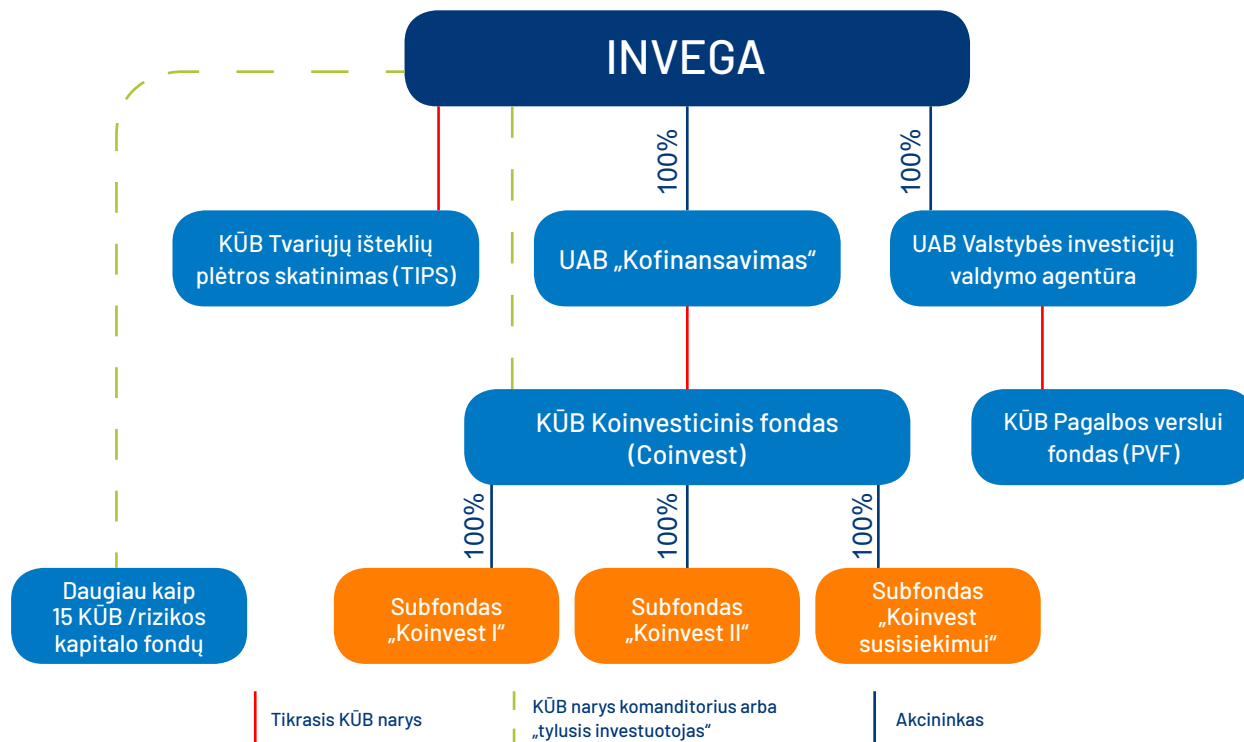 INVEGA
100%
100%
KŪB Tvariųjų išteklių
plėtros skatinimas (TIPS)
UAB „Kofinansavimas“
UAB Valstybės investicijų
valdymo agentūra
KŪB Koinvesticinis fondas
(Coinvest)
KŪB Pagalbos verslui
fondas (PVF)
100%
100%
100%
Daugiau kaip
15 KŪB /rizikos
kapitalo fondų
Subfondas
„Koinvest I“
Subfondas
„Koinvest II“
Subfondas
„Koinvest
susisiekimui“
Tikrasis KŪB narys
KŪB narys komanditorius arba
„tylusis investuotojas“
Akcininkas